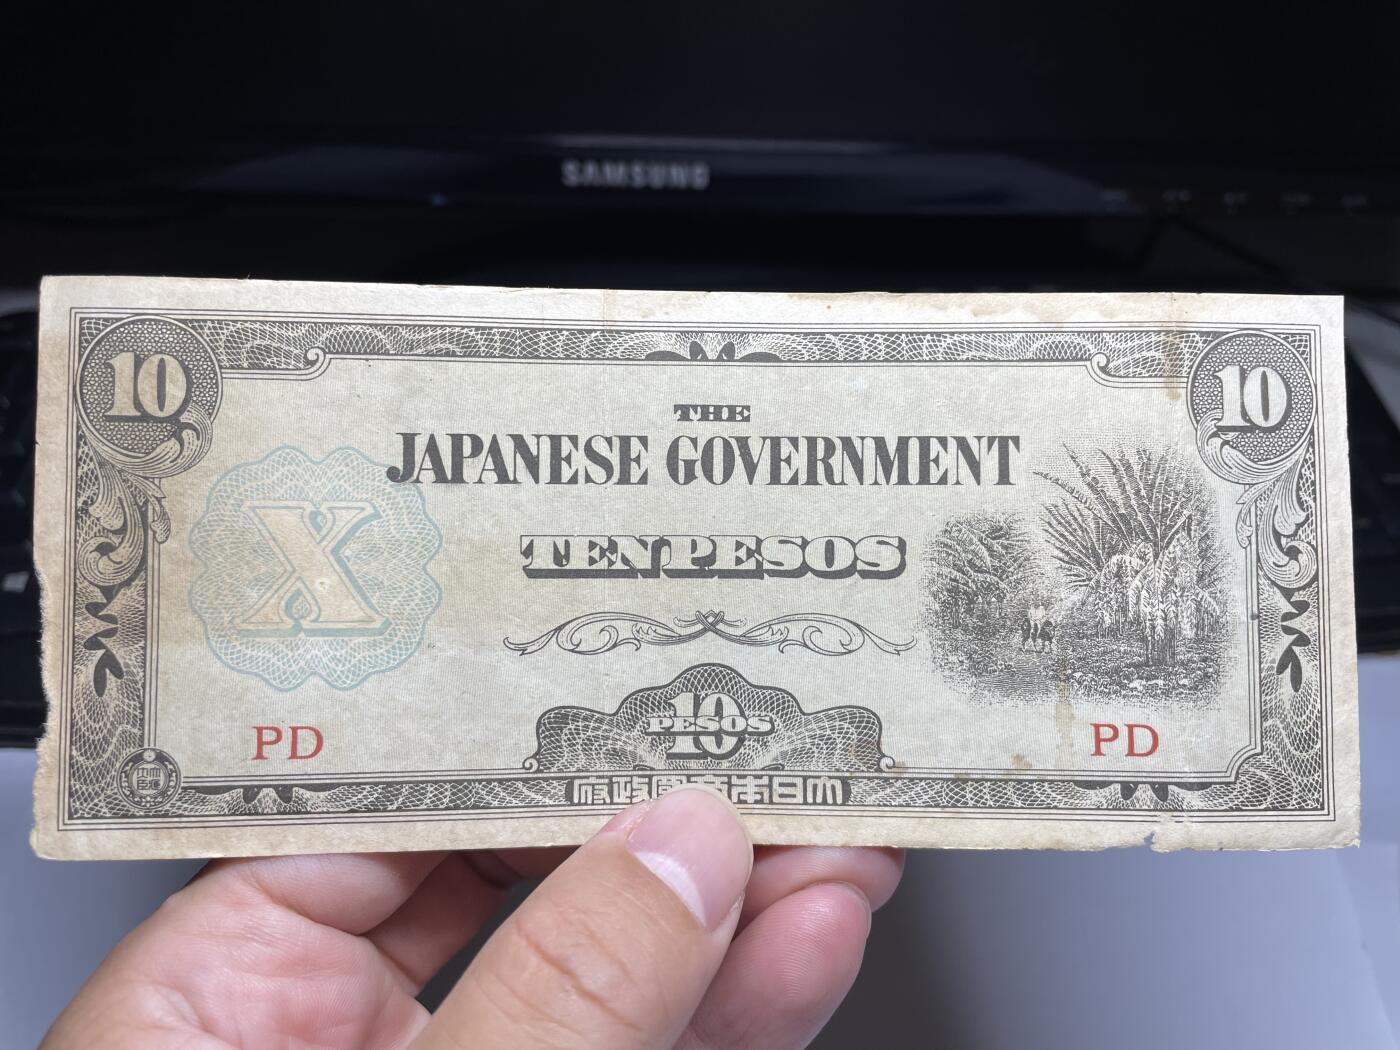 SAMSUNG
10
10
THE
JAPANESE GOVERNMENT
X
TEN PESOS
10
PESOS
PD
PD
府政國帝本日大